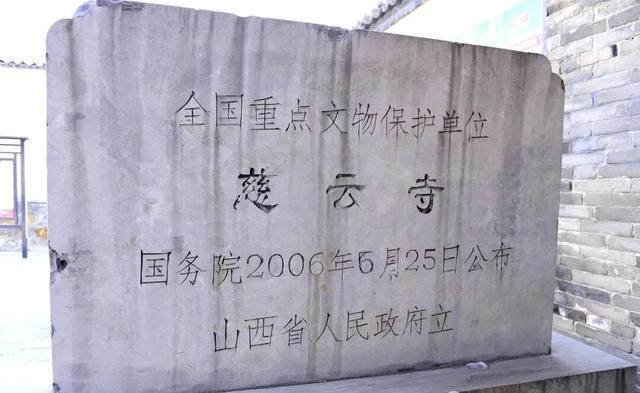 全国重点文物保护单位
慈云寺
国务院2006年5月25日公布
山西省人民政府立